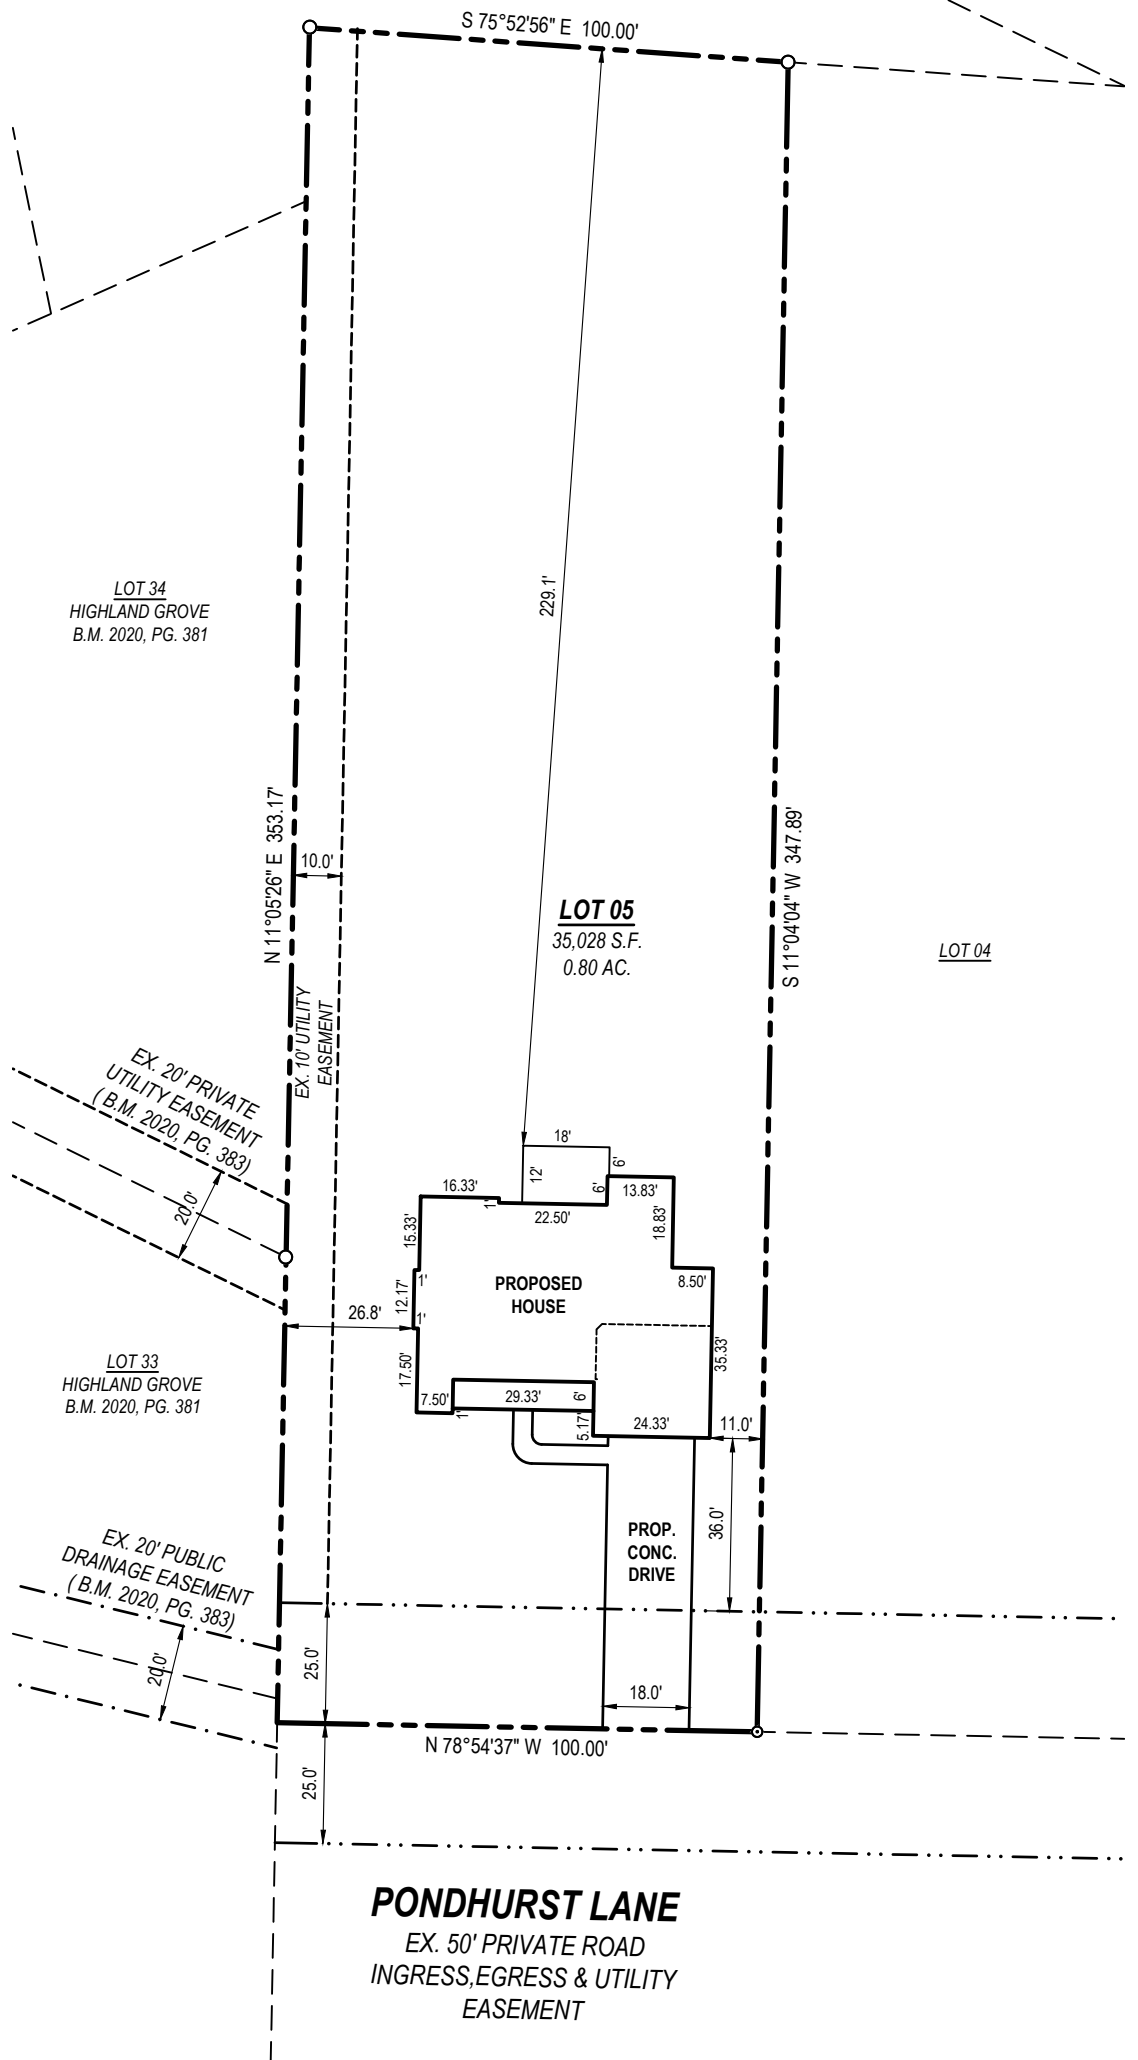 S 75°52'56" E 100.00'
229.1'
LOT 34
HIGHLAND GROVE
B.M. 2020, PG. 381
N 11°05'26" E 353.17'
10.0'
S 11°04'04" W 347.89'
LOT 05
35,028 S.F.
0.80 AC.
LOT 04
EX. 10' UTILITY
EASEMENT
EX. 20' PRIVATE
UTILITY EASEMENT
( B.M. 2020, PG. 383)
20.0'
18'
12'
6'
6'
16.33'
1'
22.50'
13.83'
15.33'
18.83'
1'
12.17'
1'
8.50'
PROPOSED
HOUSE
26.8'
35.33'
LOT 33
HIGHLAND GROVE
B.M. 2020, PG. 381
17.50'
7.50'
1'
29.33'
6'
5.17'
24.33'
11.0'
36.0'
PROP.
CONC.
DRIVE
EX. 20' PUBLIC
DRAINAGE EASEMENT
( B.M. 2020, PG. 383)
20.0'
25.0'
18.0'
N 78°54'37" W 100.00'
25.0'
PONDHURST LANE
EX. 50' PRIVATE ROAD
INGRESS,EGRESS & UTILITY
EASEMENT